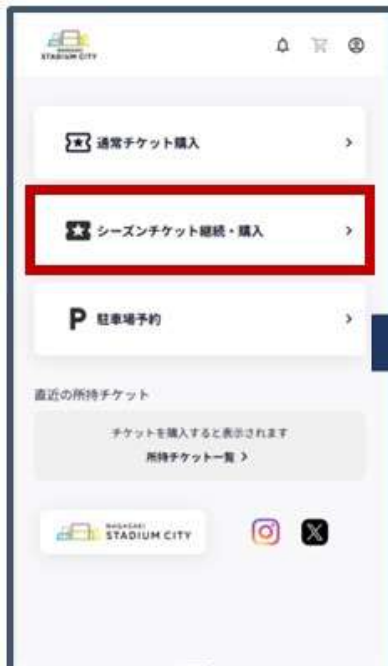 NAGASAKI
STADIUM CITY
通常チケット購入
シーズンチケット継続・購入
P 駐車場予約
直近の所持チケット
チケットを購入すると表示されます
所持チケット一覧
NAGASAKI
STADIUM CITY